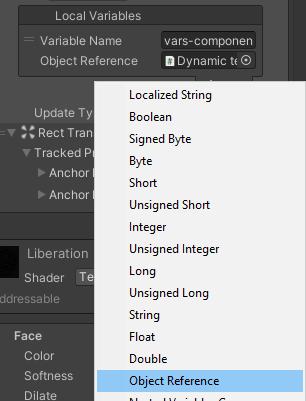 Local Variables
Variable Name vars-componen
Object Reference Dynamic te
Localized String
Boolean
Update Ty
Signed Byte
Rect Trans
Byte
Tracked Pr
Short
Anchor
Unsigned Short
Anchor
Integer
Unsigned Integer
Liberation
Long
Shader Te
Unsigned Long
ddressable
String
Face
Float
Color
Double
Softness
Object Reference
Dilate